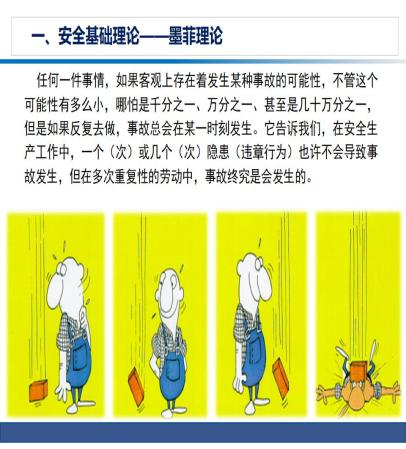 一、安全基础理论——墨菲理论
任何一件事情，如果客观上存在着发生某种事故的可能性，不管这个
可能性有多么小，哪怕是千分之一、万分之一、甚至是几十万分之一，
但是如果反复去做，事故总会在某一时刻发生。它告诉我们，在安全生
产工作中，一个（次）或几个（次）隐患（违章行为）也许不会导致事
故发生，但在多次重复性的劳动中，事故终究是会发生的。